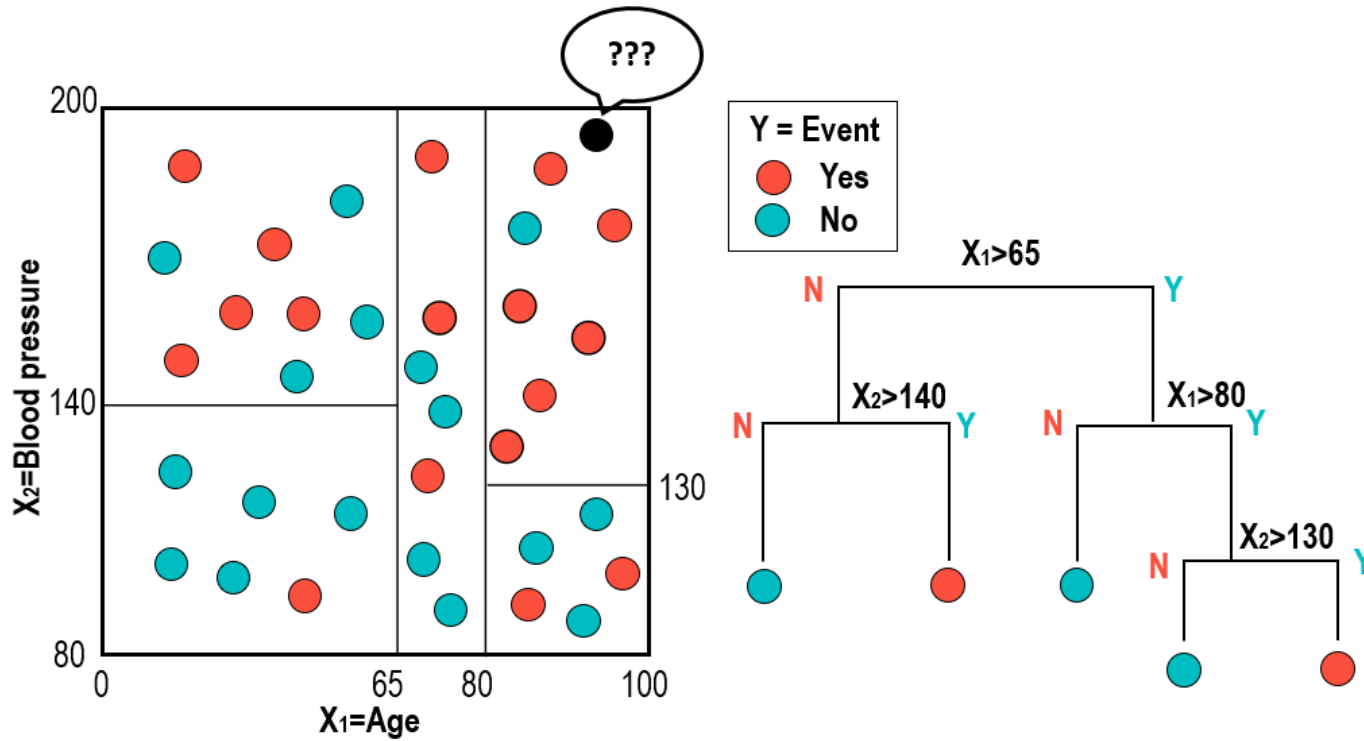 ???
200
140
80
0
65
80
100
130
X₂=Blood pressure
X₁=Age
Y = Event
Yes
No
X₁>65
N
Y
X₂>140
N
Y
X₁>80
N
Y
X₂>130
N
Y